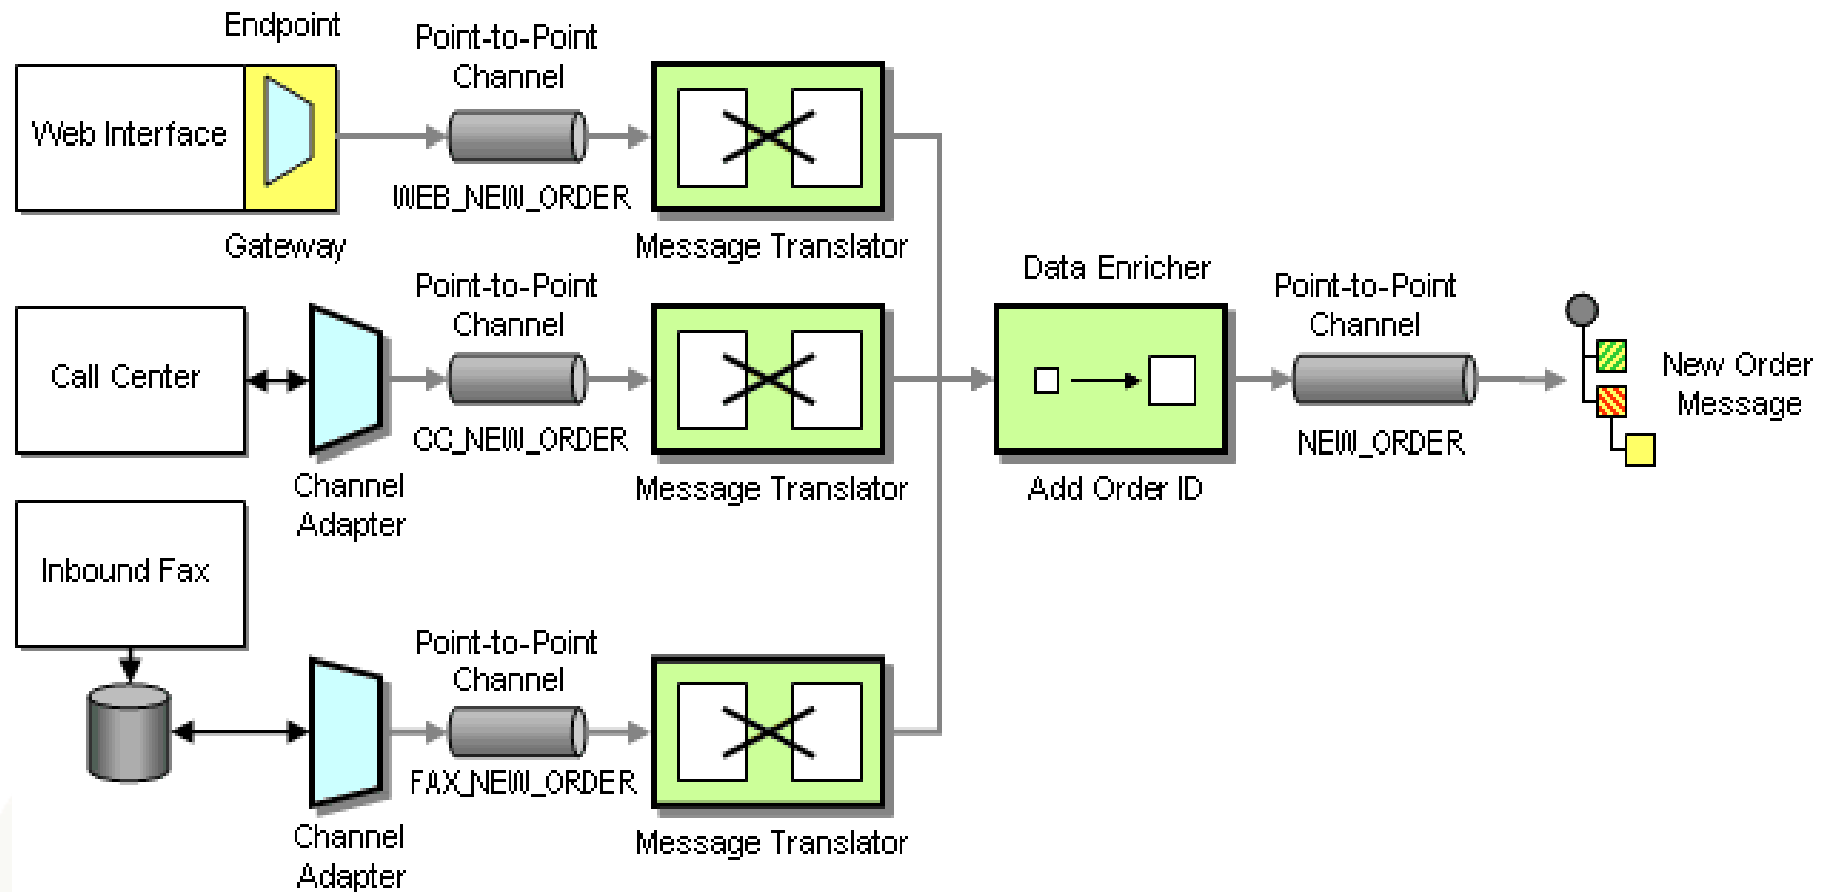 Endpoint
Point-to-Point
Channel
Web Interface
WEB_NEW_ORDER
Gateway
Message Translator
Point-to-Point
Channel
Call Center
CC_NEW_ORDER
Channel
Adapter
Message Translator
Data Enricher
Add Order ID
Point-to-Point
Channel
NEW_ORDER
New Order
Message
Inbound Fax
Point-to-Point
Channel
FAX_NEW_ORDER
Channel
Adapter
Message Translator